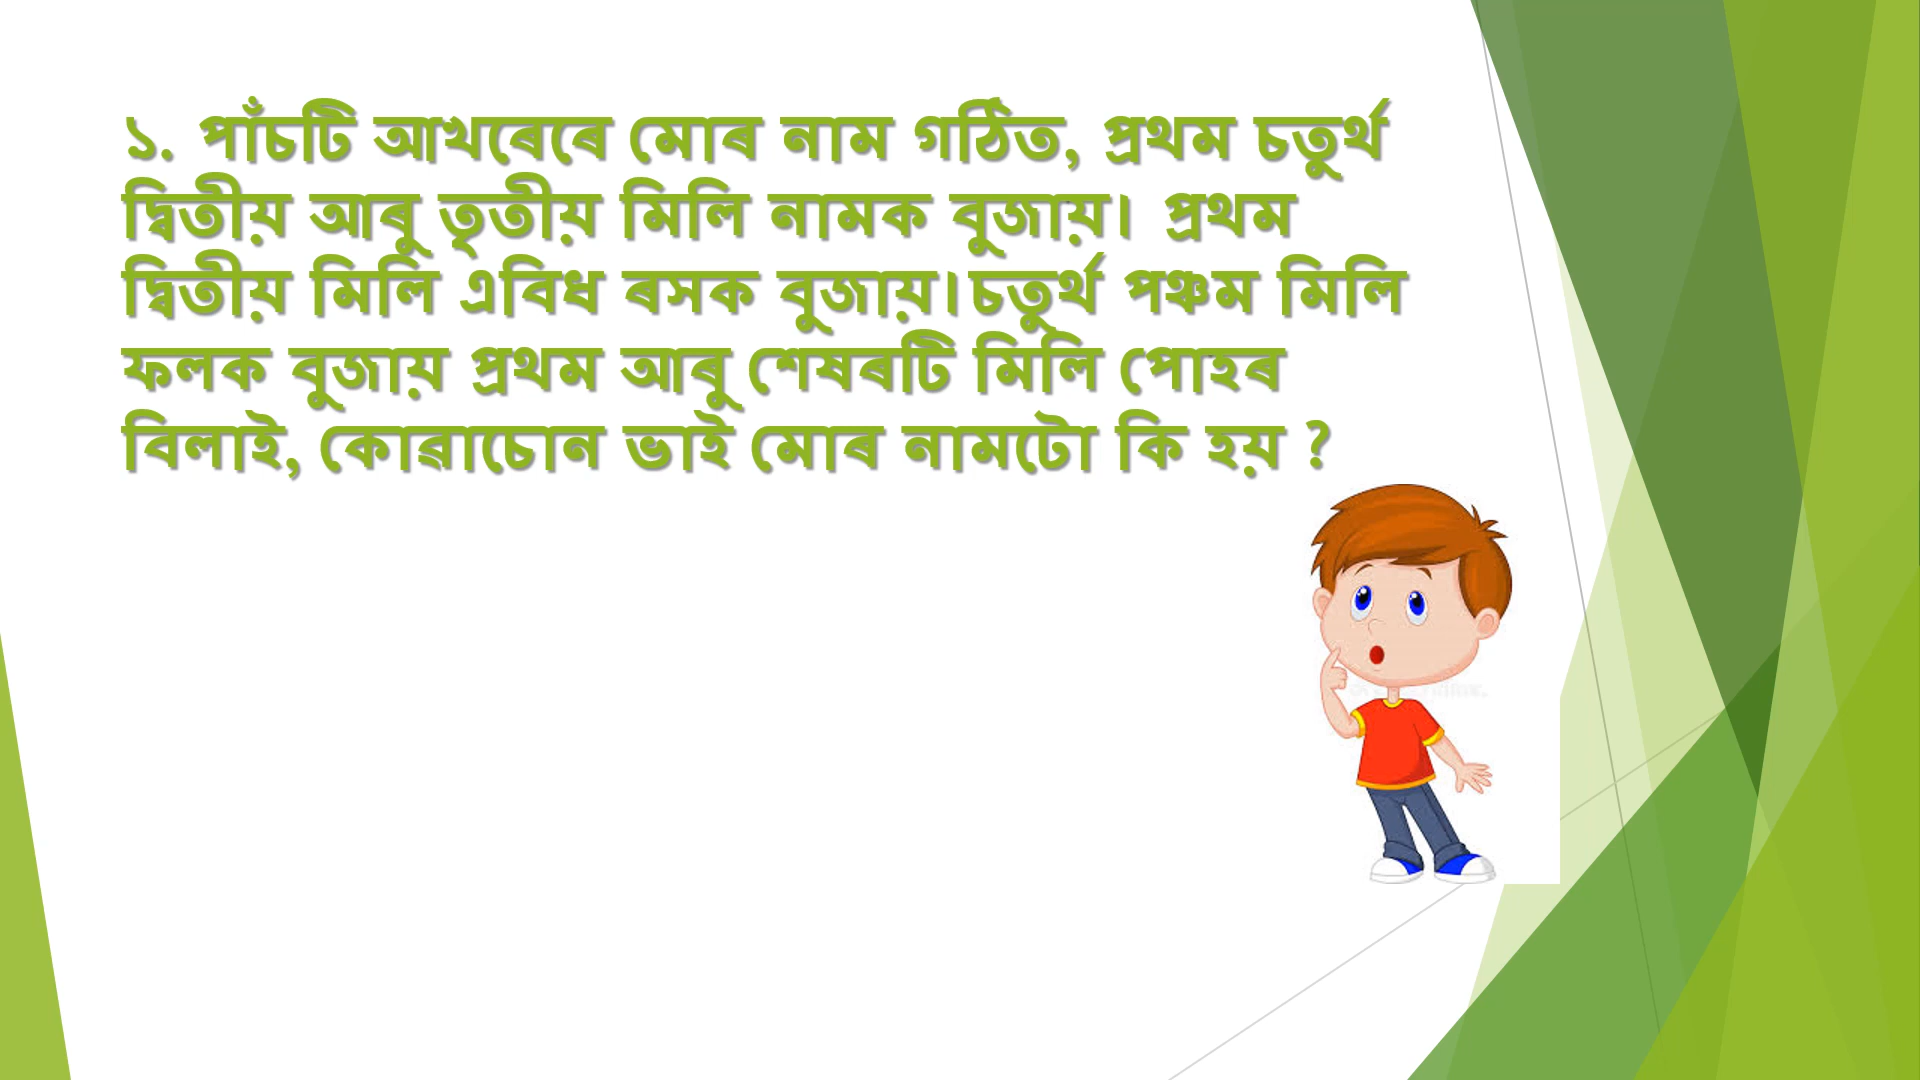 ১. পাঁচটি আখৰেৰে মোৰ নাম গঠিত, প্ৰথম চতুৰ্থ
দ্বিতীয় আৰু তৃতীয় মিলি নামক বুজায়। প্ৰথম
দ্বিতীয় মিলি এবিধ ৰসক বুজায়।চতুৰ্থ পঞ্চম মিলি
ফলক বুজায় প্ৰথম আৰু শেষৰটি মিলি পোহৰ
বিলাই, কোৱাচোন ভাই মোৰ নামটো কি হয় ?